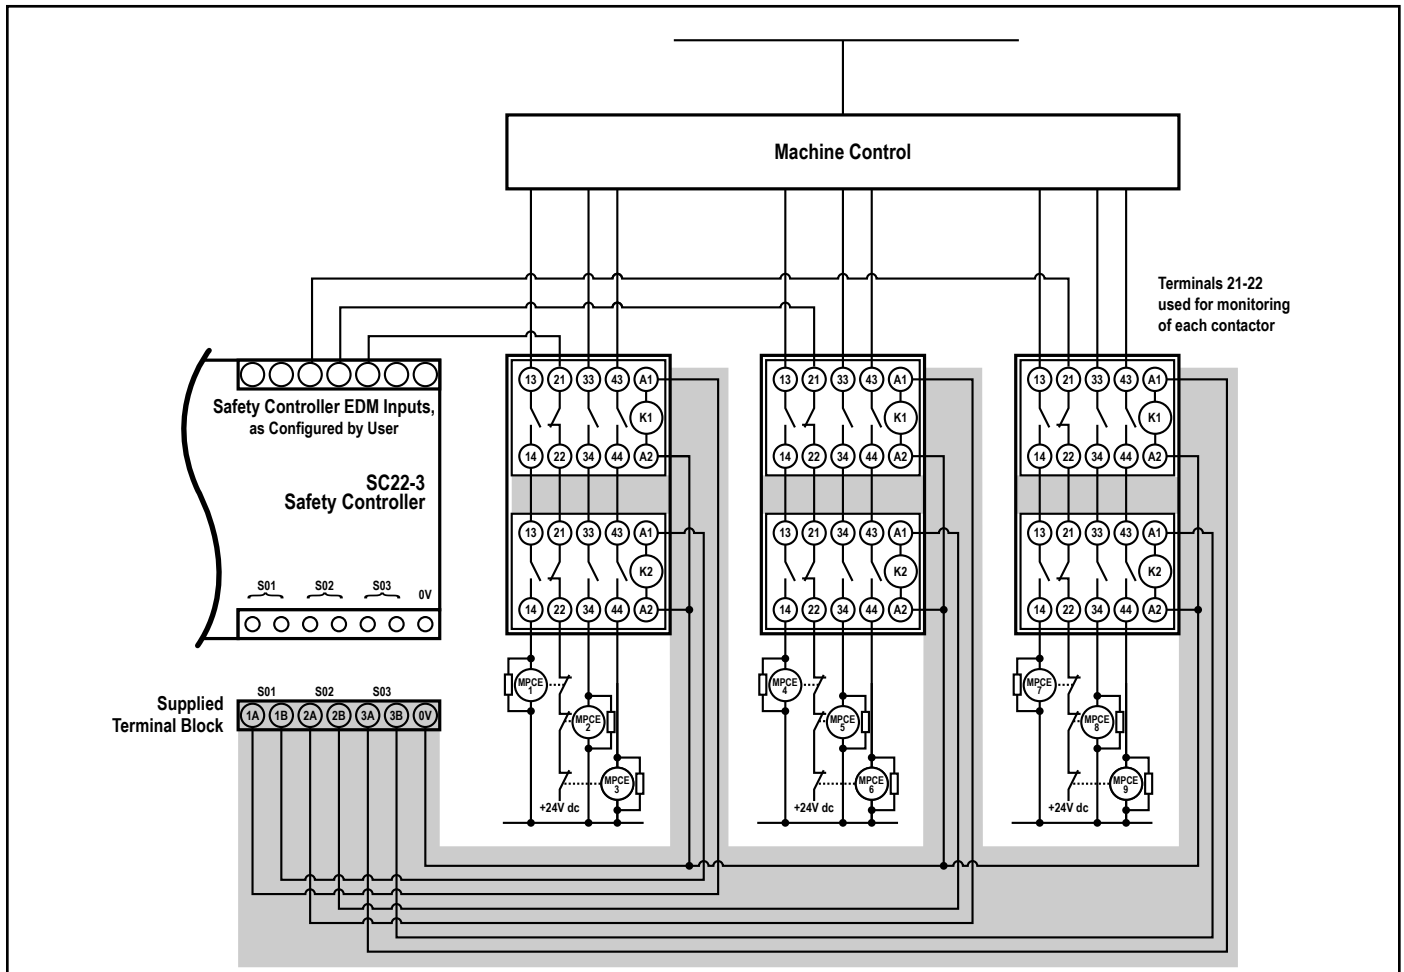 Machine Control
Terminals 21-22
used for monitoring
of each contactor
Safety Controller EDM Inputs,
as Configured by User
SC22-3
Safety Controller
S01 S02 S03 0V
Supplied
Terminal Block
S01 S02 S03
1A 1B 2A 2B 3A 3B 0V
13 21 33 43 A1
K1
14 22 34 44 A2
13 21 33 43 A1
K2
14 22 34 44 A2
MPCE
1
MPCE
2
MPCE
3
+24V dc
13 21 33 43 A1
K1
14 22 34 44 A2
13 21 34 43 A1
K2
14 22 34 44 A2
MPCE
4
MPCE
5
MPCE
6
+24V dc
13 21 33 43 A1
K1
14 22 34 44 A2
13 21 33 43 A1
K2
14 22 34 44 A2
MPCE
7
MPCE
8
MPCE
9
+24V dc